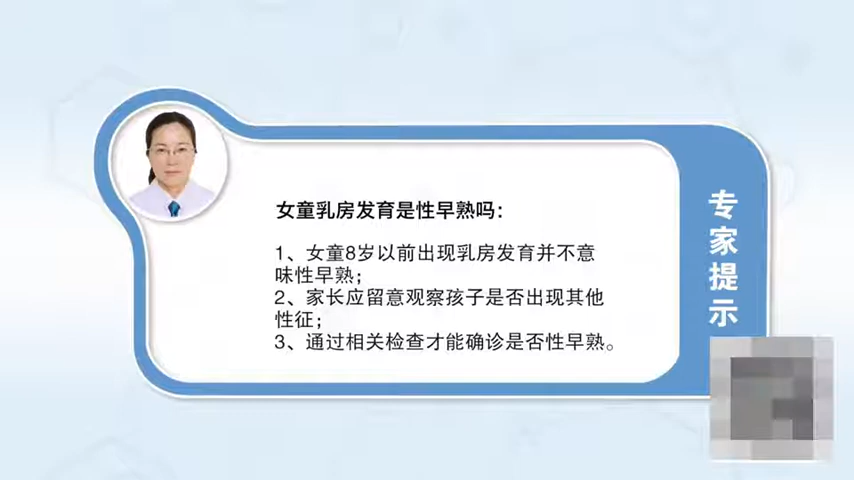 女童乳房发育是性早熟吗：
1、女童8岁以前出现乳房发育并不意
味性早熟；
2、家长应留意观察孩子是否出现其他
性征；
3、通过相关检查才能确诊是否性早熟。
专家提示